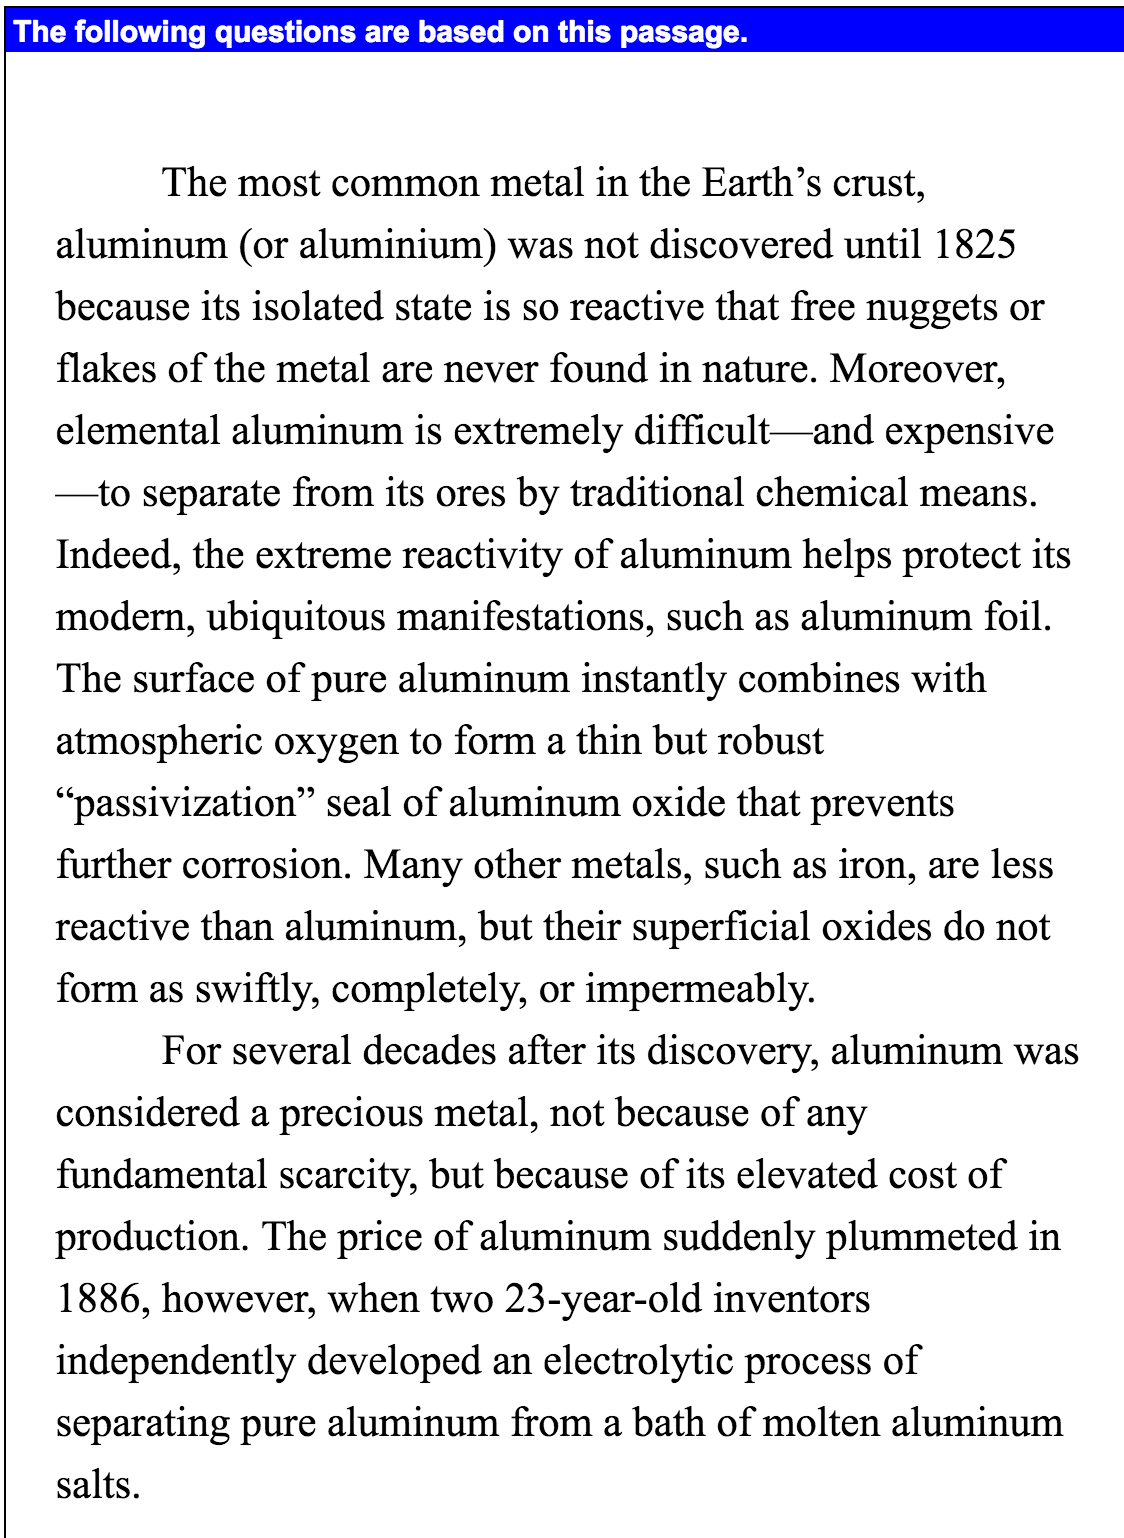 The following questions are based on this passage.
The most common metal in the Earth’s crust,
aluminum (or aluminium) was not discovered until 1825
because its isolated state is so reactive that free nuggets or
flakes of the metal are never found in nature. Moreover,
elemental aluminum is extremely difficult—and expensive
—to separate from its ores by traditional chemical means.
Indeed, the extreme reactivity of aluminum helps protect its
modern, ubiquitous manifestations, such as aluminum foil.
The surface of pure aluminum instantly combines with
atmospheric oxygen to form a thin but robust
“passivization” seal of aluminum oxide that prevents
further corrosion. Many other metals, such as iron, are less
reactive than aluminum, but their superficial oxides do not
form as swiftly, completely, or impermeably.
For several decades after its discovery, aluminum was
considered a precious metal, not because of any
fundamental scarcity, but because of its elevated cost of
production. The price of aluminum suddenly plummeted in
1886, however, when two 23-year-old inventors
independently developed an electrolytic process of
separating pure aluminum from a bath of molten aluminum
salts.